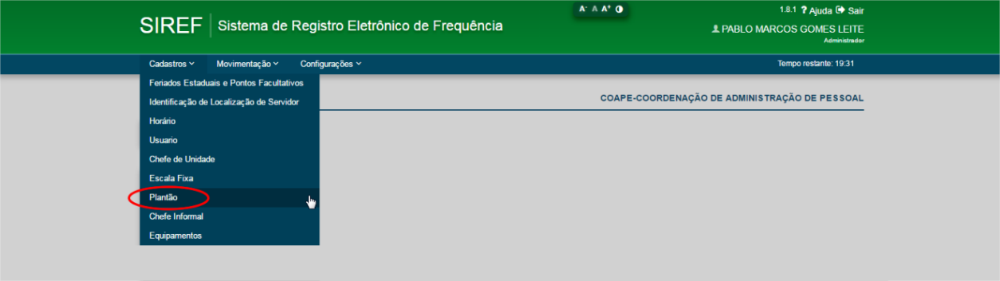 A- A A+
1.8.1 ? Ajuda Sair
SIREF Sistema de Registro Eletrônico de Frequência
PABLO MARCOS GOMES LEITE
Administrador
Cadastros Movimentação Configurações Tempo restante: 19:31
Feriados Estaduais e Pontos Facultativos
Identificação de Localização de Servidor
COAPE-COORDENAÇÃO DE ADMINISTRAÇÃO DE PESSOAL
Horário
Usuario
Chefe de Unidade
Escala Fixa
Plantão
Chefe Informal
Equipamentos